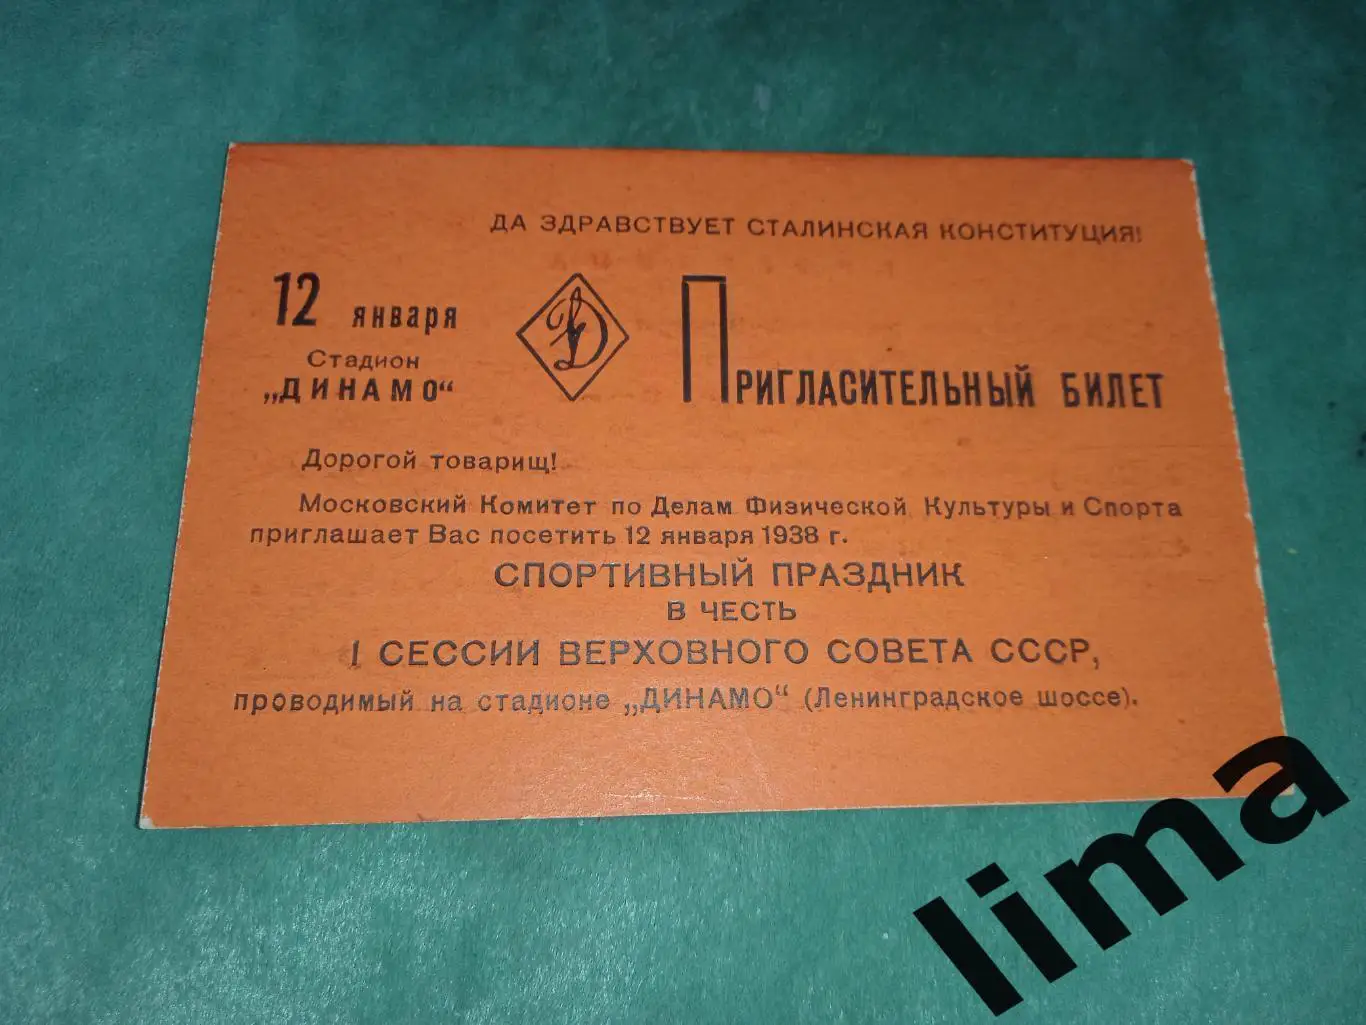 ДА ЗДРАВСТВУЕТ СТАЛИНСКАЯ КОНСТИТУЦИЯ!
12 января
Стадион
„ДИНАМО“
Д
ПРИГЛАСИТЕЛЬНЫЙ БИЛЕТ
Дорогой товарищ!
Московский Комитет по Делам Физической Культуры и Спорта
приглашает Вас посетить 12 января 1938 г.
СПОРТИВНЫЙ ПРАЗДНИК
В ЧЕСТЬ
I СЕССИИ ВЕРХОВНОГО СОВЕТА СССР,
проводимый на стадионе „ДИНАМО“ (Ленинградское шоссе).
lima